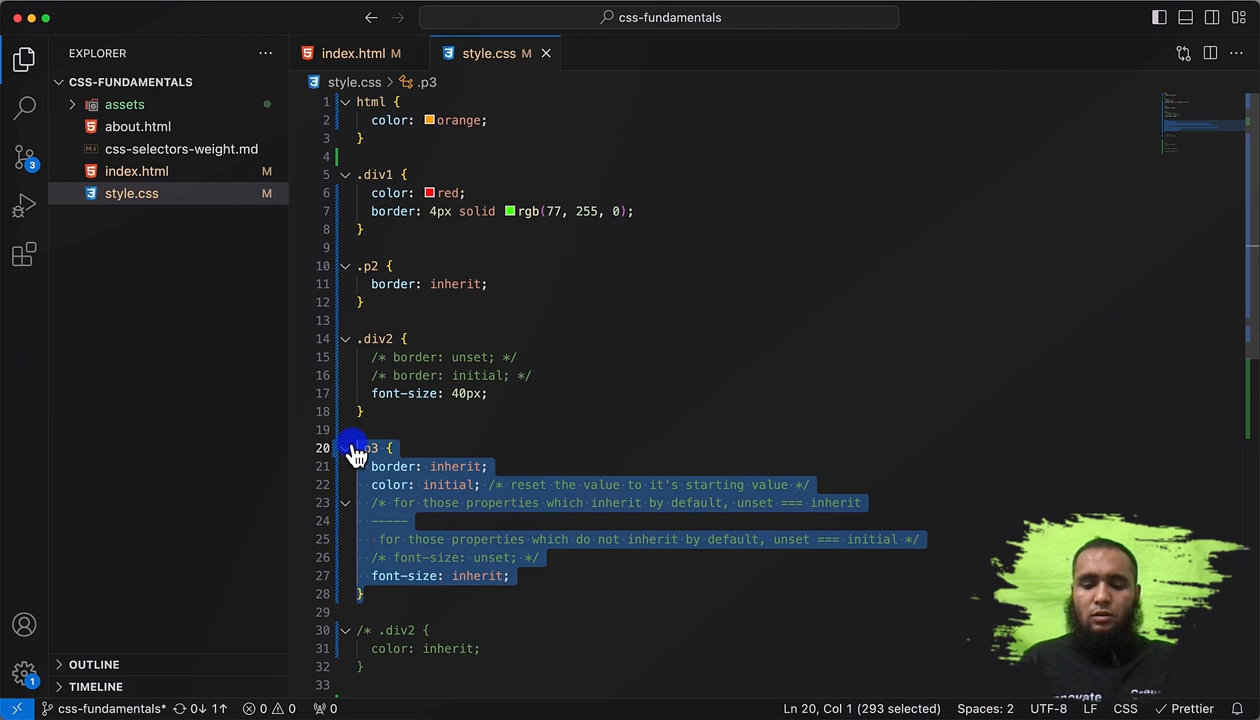 css-fundamentals
EXPLORER
index.html M
style.css M
CSS-FUNDAMENTALS
style.css > .p3
assets
about.html
css-selectors-weight.md
index.html M
style.css M
3
1 html {
2 color: orange;
3 }
4
5 .div1 {
6 color: red;
7 border: 4px solid rgb(77, 255, 0);
8 }
9
10 .p2 {
11 border: inherit;
12 }
13
14 .div2 {
15 /* border: unset; */
16 /* border: initial; */
17 font-size: 40px;
18 }
19
20 .p3 {
21 border: inherit;
22 color: initial; /* reset the value to it's starting value */
23 /* for those properties which inherit by default, unset === inherit
24 -----
25 for those properties which do not inherit by default, unset === initial */
26 /* font-size: unset; */
27 font-size: inherit;
28 }
29
30 /* .div2 {
31 color: inherit;
32 }
33
OUTLINE
TIMELINE
1
css-fundamentals* 0↓ 1↑ 0 0 0
Ln 20, Col 1 (293 selected) Spaces: 2 UTF-8 LF CSS Prettier